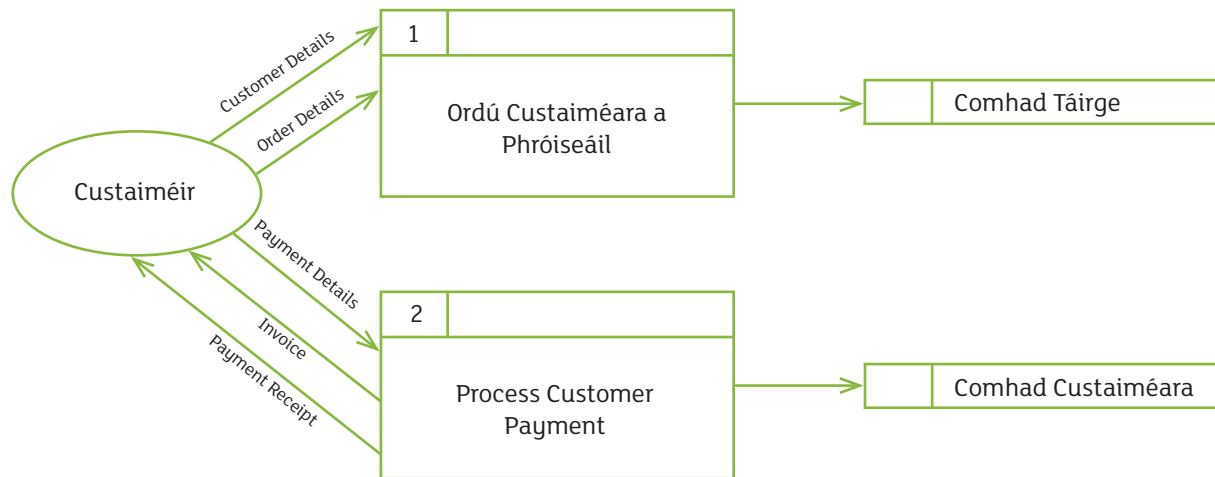 1
Customer Details
Order Details
Ordú Custaiméara a
Phróiseáil
Comhad Táirge
Custaiméir
Payment Details
Invoice
Payment Receipt
2
Process Customer
Payment
Comhad Custaiméara